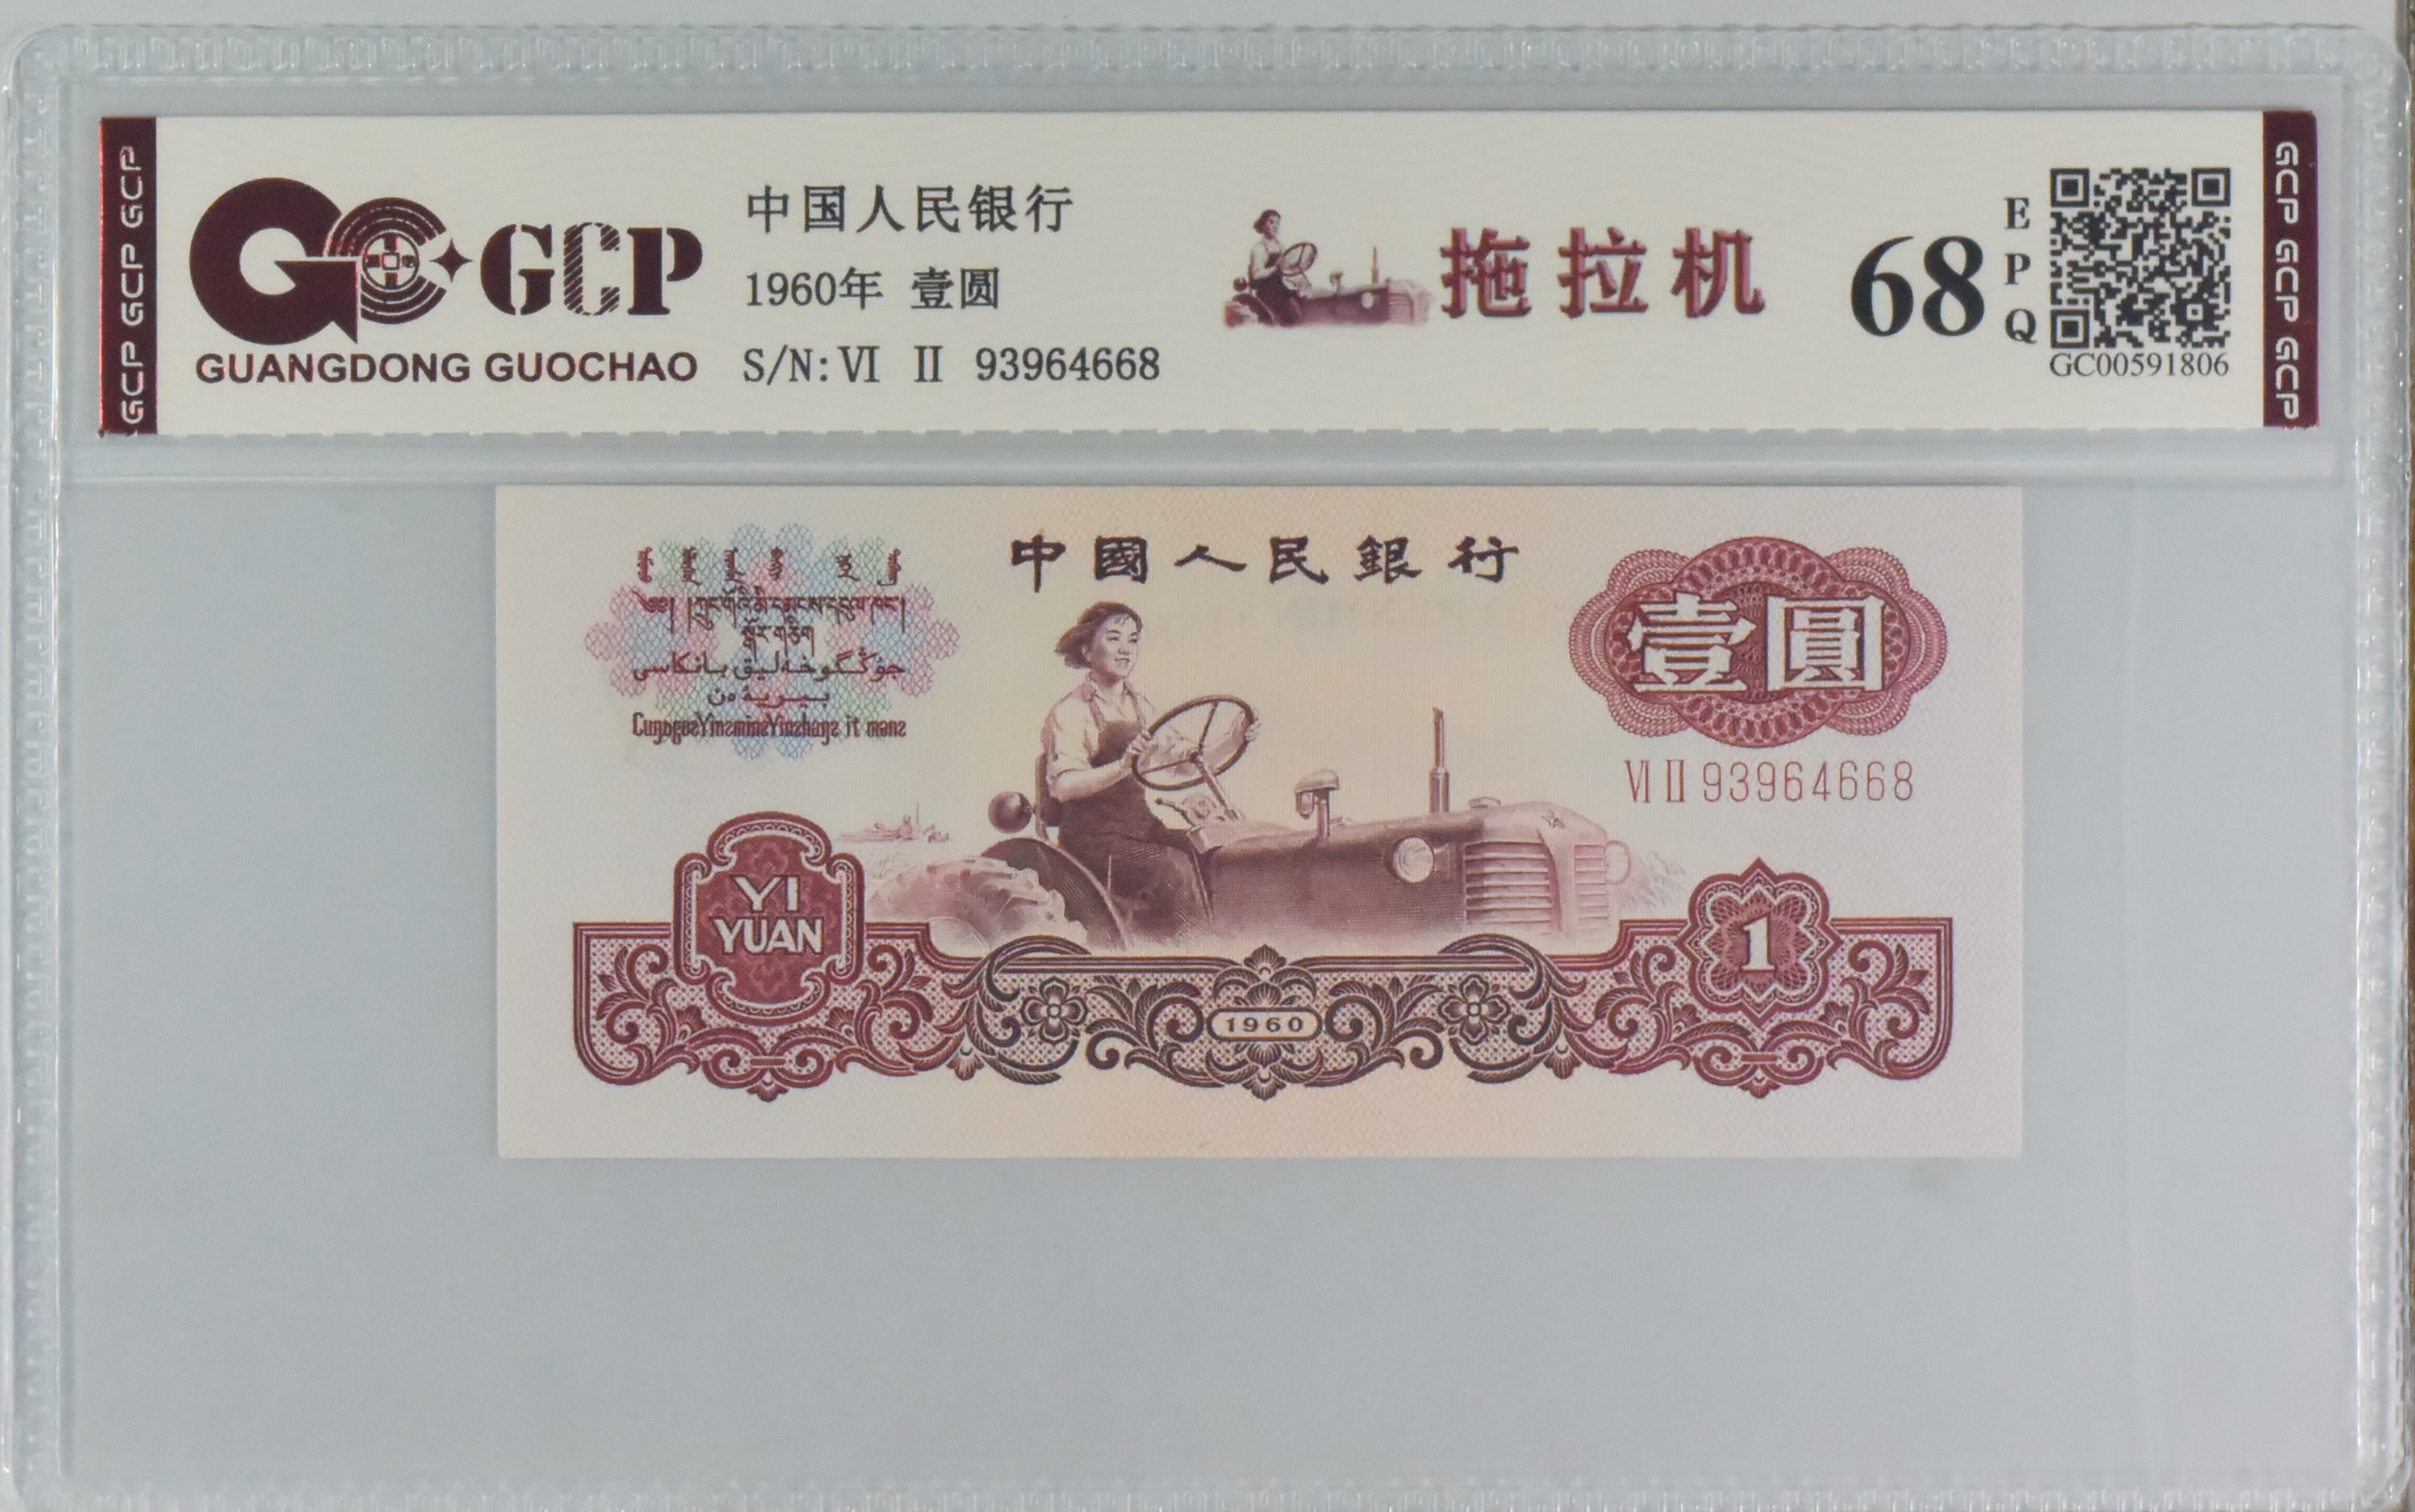 GCP GCP GCP
GCP
GUANGDONG GUOCHAO
中国人民银行
1960年 壹圆
S/N: VI II 93964668
拖拉机
68
EPQ
GC00591806
GCP GCP GCP
中國人民銀行
壹圓
VI II 93964668
YI
YUAN
1960
1